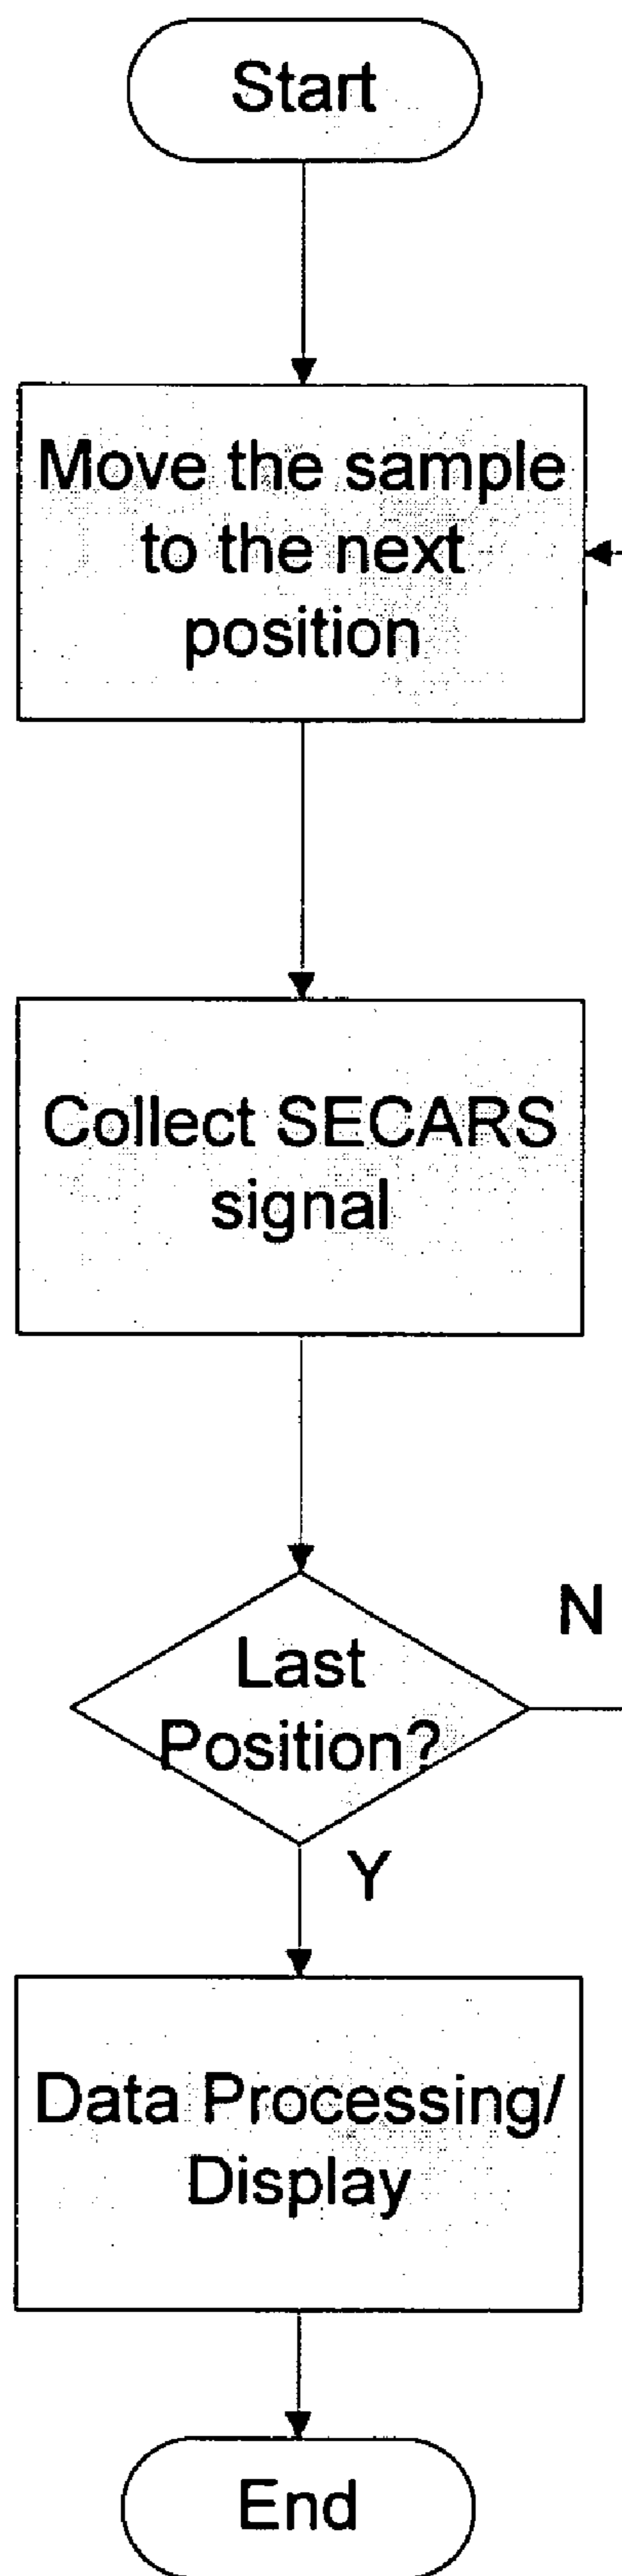 Start
Move the sample
to the next
position
Collect SECARS
signal
Last
Position?
N
Y
Data Processing/
Display
End